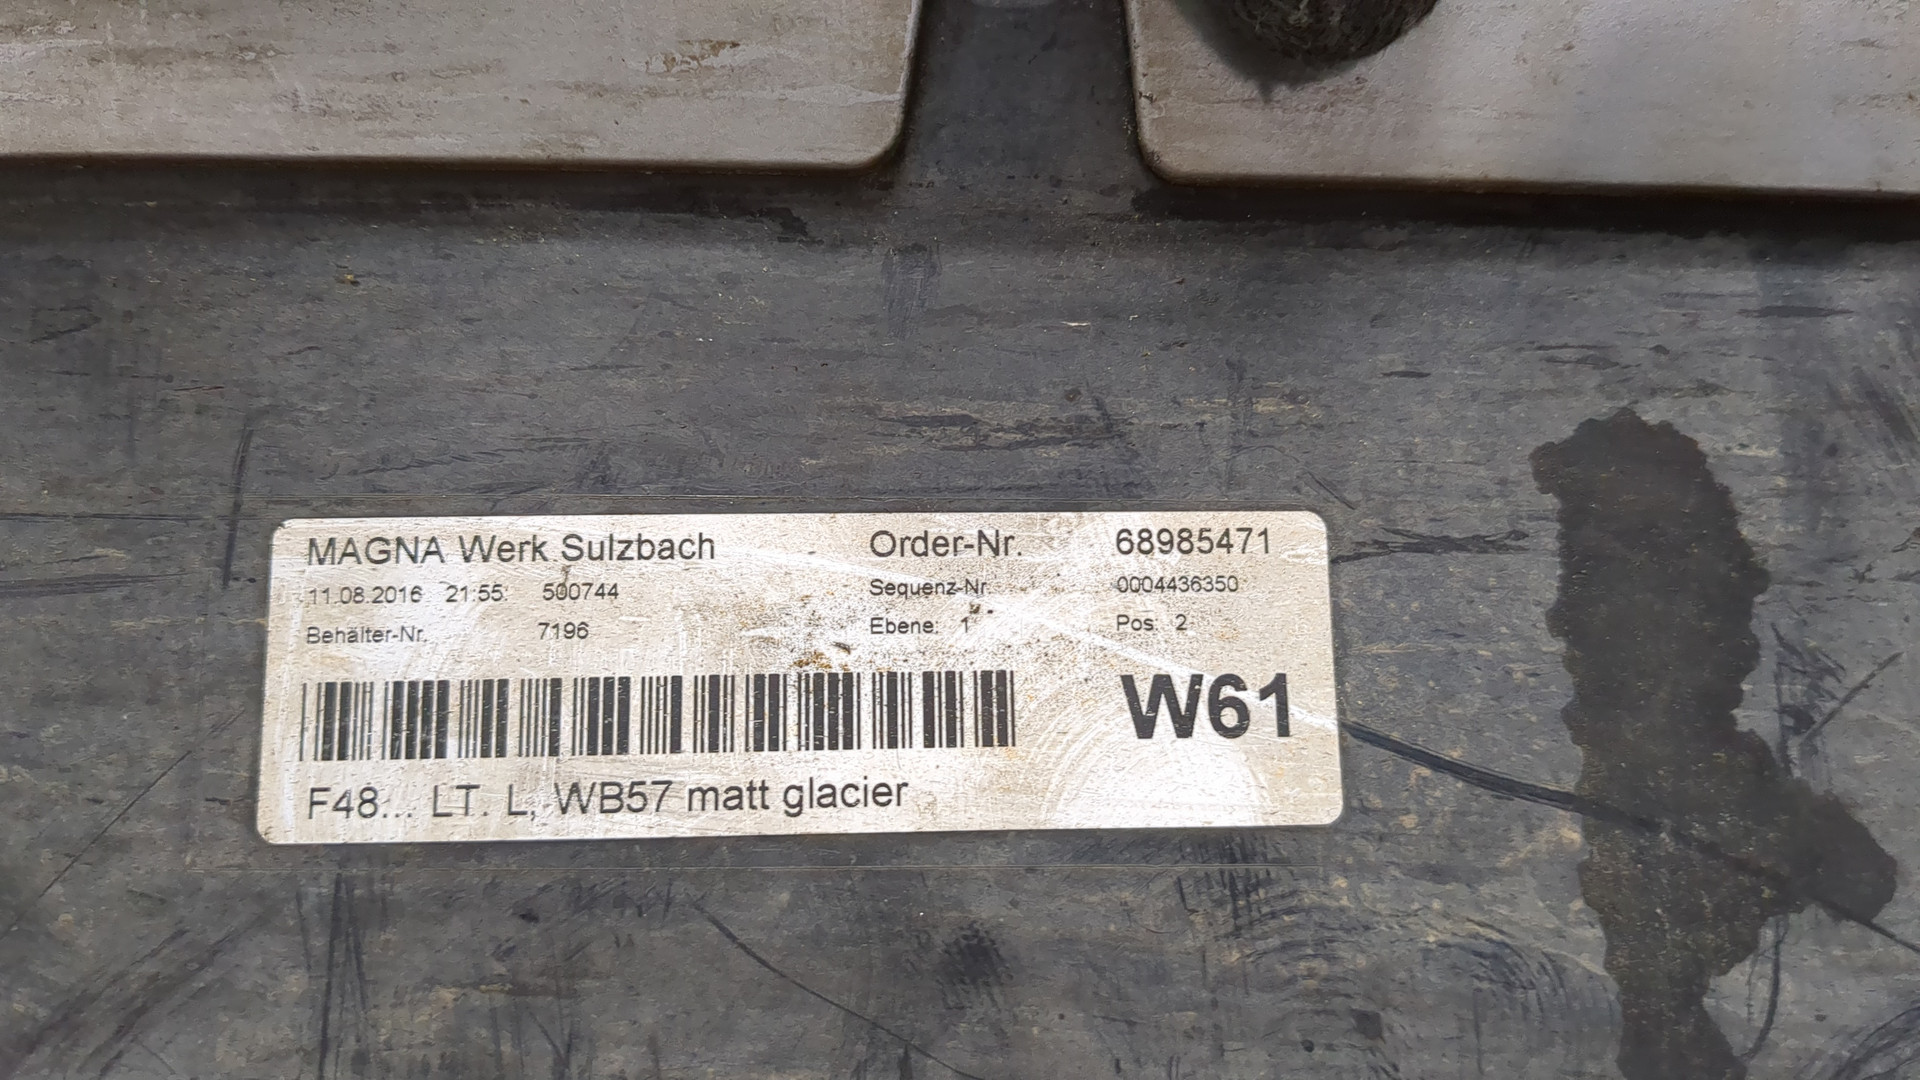 MAGNA Werk Sulzbach Order-Nr. 68985471
11.08.2016 21:55: 500744 Sequenz-Nr. 0004436350
Behälter-Nr. 7196 Ebene: 1 Pos. 2
W61
F48... LT. L, WB57 matt glacier